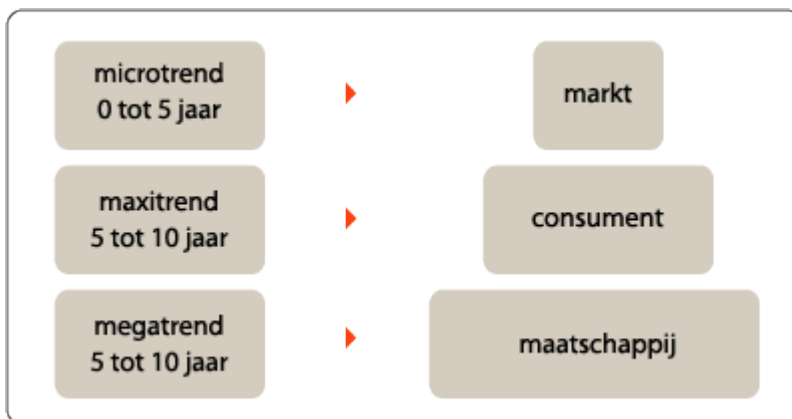 microtrend
0 tot 5 jaar
markt
maxitrend
5 tot 10 jaar
consument
megatrend
5 tot 10 jaar
maatschappij